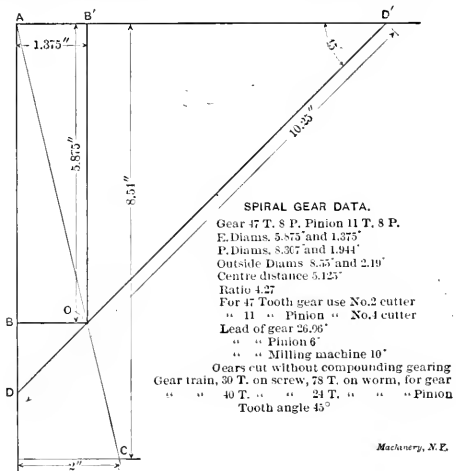 A
B'
D'
1.375"
45°
5.875"
8.51"
10.25"
SPIRAL GEAR DATA.
Gear 47 T. 8 P. Pinion 11 T. 8 P.
E. Diams. 5.875" and 1.375"
P. Diams. 8.307" and 1.944"
Outside Diams 8.55" and 2.19"
Centre distance 5.125"
Ratio 4.27
For 47 Tooth gear use No.2 cutter
" 11 " Pinion " No.4 cutter
Lead of gear 26.06"
" " Pinion 6"
" " Milling machine 10"
Gears cut without compounding gearing
Gear train, 30 T. on screw, 78 T. on worm, for gear
" " 40 T. " " 24 T. " " " Pinion
Tooth angle 45°
B
O
D
C
2"
Machinery, N.Y.